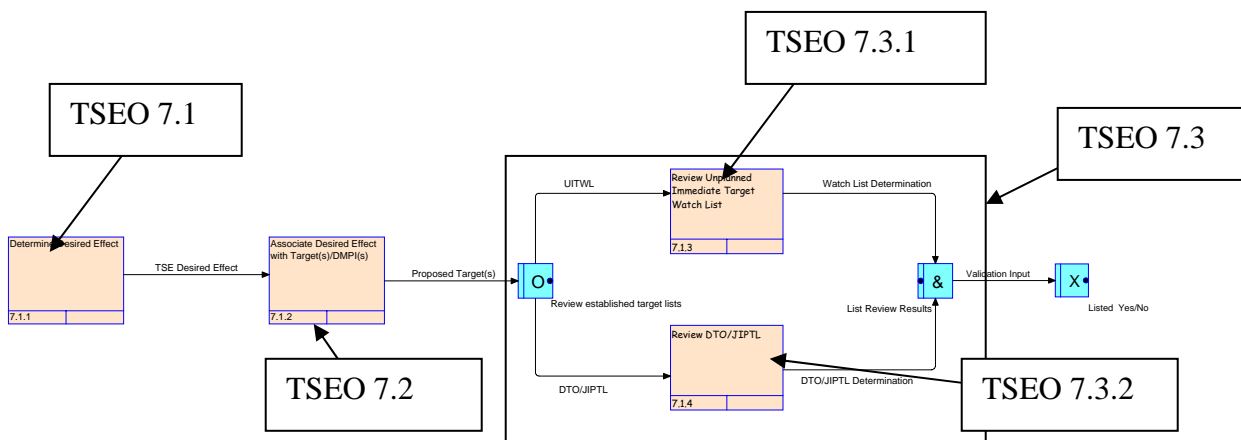 TSEO 7.3.1
TSEO 7.1
TSEO 7.3
Review Unplanned
Immediate Target
Watch List
7.1.3
UITWL
Watch List Determination
Determine Desired Effect
7.1.1
TSE Desired Effect
Associate Desired Effect
with Target(s)/DMPI(s)
7.1.2
Proposed Target(s)
O
Review established target lists
&
List Review Results
Validation Input
X
Listed Yes/No
Review DTO/JIPTL
7.1.4
DTO/JIPTL
DTO/JIPTL Determination
TSEO 7.2
TSEO 7.3.2